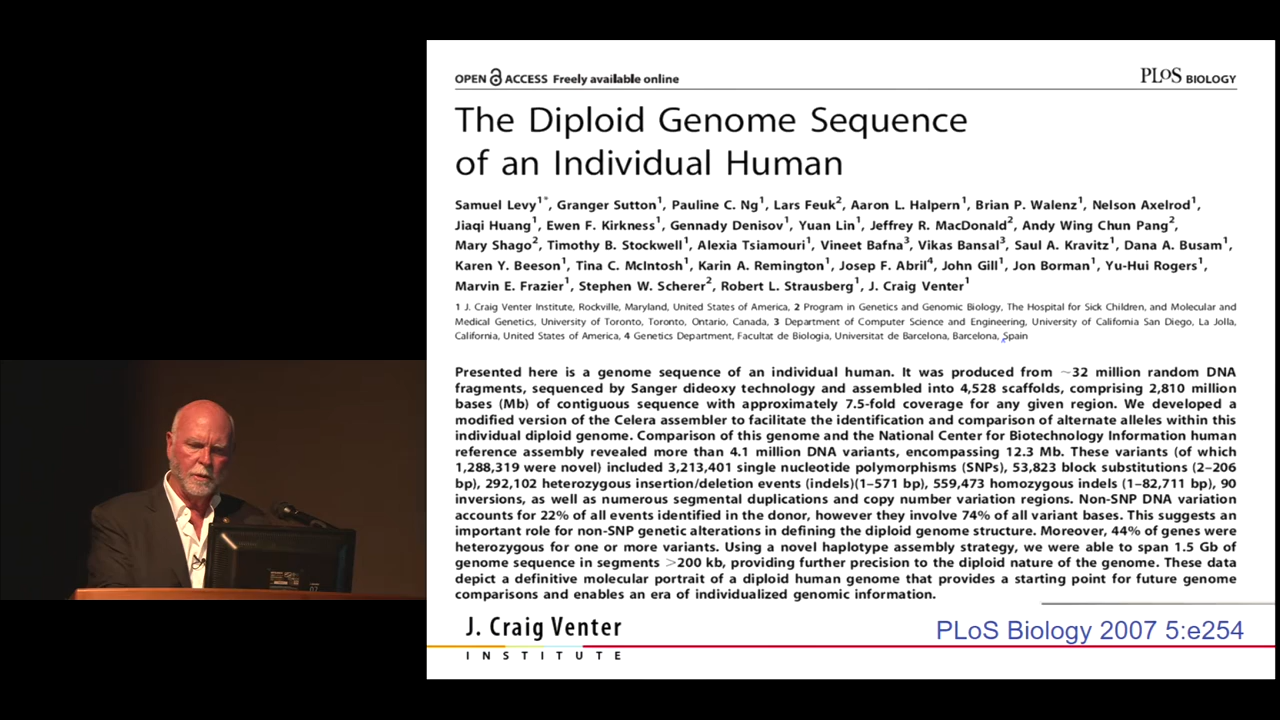 OPEN ACCESS Freely available online
PLoS BIOLOGY
The Diploid Genome Sequence
of an Individual Human
Samuel Levy1*, Granger Sutton1, Pauline C. Ng1, Lars Feuk2, Aaron L. Halpern1, Brian P. Walenz1, Nelson Axelrod1,
Jiaqi Huang1, Ewen F. Kirkness1, Gennady Denisov1, Yuan Lin1, Jeffrey R. MacDonald2, Andy Wing Chun Pang2,
Mary Shago2, Timothy B. Stockwell1, Alexia Tsiamouri1, Vineet Bafna3, Vikas Bansal3, Saul A. Kravitz1, Dana A. Busam1,
Karen Y. Beeson1, Tina C. McIntosh1, Karin A. Remington1, Josep F. Abril4, John Gill1, Jon Borman1, Yu-Hui Rogers1,
Marvin E. Frazier1, Stephen W. Scherer2, Robert L. Strausberg1, J. Craig Venter1
1 J. Craig Venter Institute, Rockville, Maryland, United States of America, 2 Program in Genetics and Genomic Biology, The Hospital for Sick Children, and Molecular and
Medical Genetics, University of Toronto, Toronto, Ontario, Canada, 3 Department of Computer Science and Engineering, University of California San Diego, La Jolla,
California, United States of America, 4 Genetics Department, Facultat de Biologia, Universitat de Barcelona, Barcelona, Spain
Presented here is a genome sequence of an individual human. It was produced from ~32 million random DNA
fragments, sequenced by Sanger dideoxy technology and assembled into 4,528 scaffolds, comprising 2,810 million
bases (Mb) of contiguous sequence with approximately 7.5-fold coverage for any given region. We developed a
modified version of the Celera assembler to facilitate the identification and comparison of alternate alleles within this
individual diploid genome. Comparison of this genome and the National Center for Biotechnology Information human
reference assembly revealed more than 4.1 million DNA variants, encompassing 12.3 Mb. These variants (of which
1,288,319 were novel) included 3,213,401 single nucleotide polymorphisms (SNPs), 53,823 block substitutions (2–206
bp), 292,102 heterozygous insertion/deletion events (indels)(1–571 bp), 559,473 homozygous indels (1–82,711 bp), 90
inversions, as well as numerous segmental duplications and copy number variation regions. Non-SNP DNA variation
accounts for 22% of all events identified in the donor, however they involve 74% of all variant bases. This suggests an
important role for non-SNP genetic alterations in defining the diploid genome structure. Moreover, 44% of genes were
heterozygous for one or more variants. Using a novel haplotype assembly strategy, we were able to span 1.5 Gb of
genome sequence in segments >200 kb, providing further precision to the diploid nature of the genome. These data
depict a definitive molecular portrait of a diploid human genome that provides a starting point for future genome
comparisons and enables an era of individualized genomic information.
J. Craig Venter
INSTITUTE
PLoS Biology 2007 5:e254